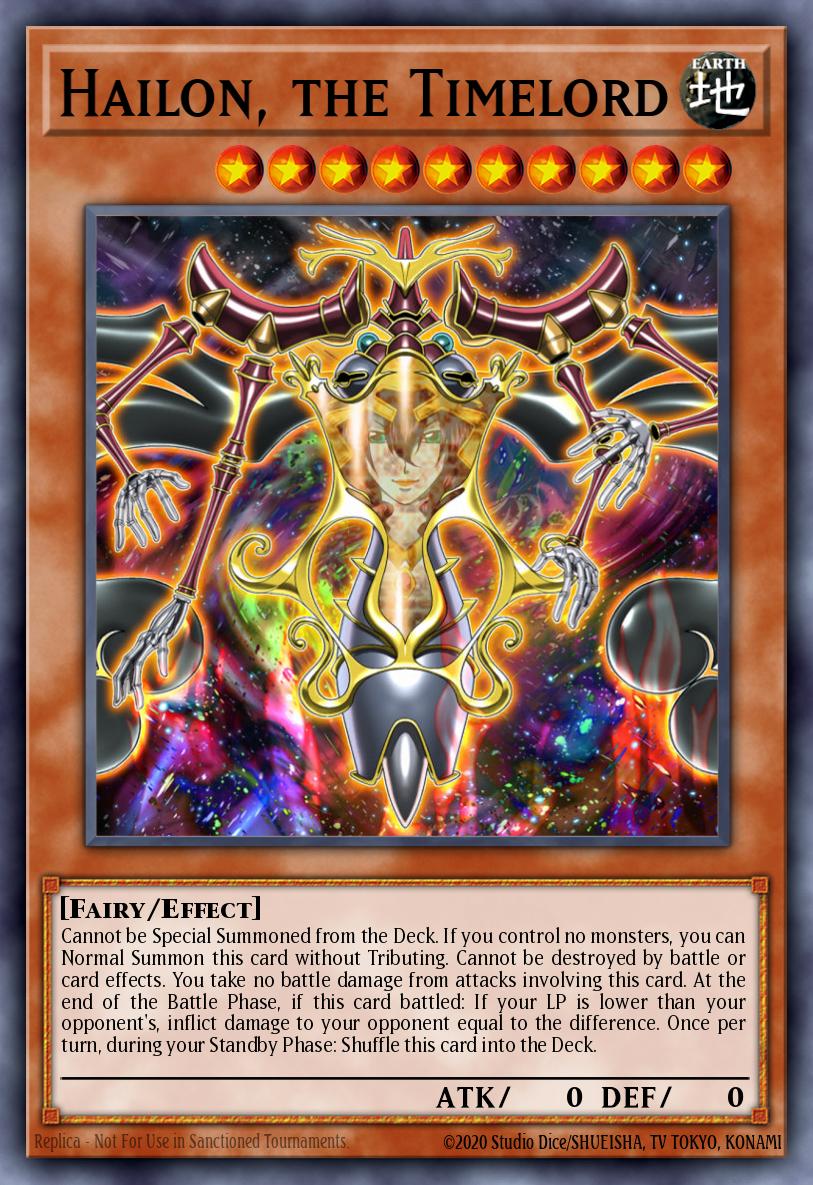 Hailon, the Timelord
EARTH
地
[Fairy/Effect]
Cannot be Special Summoned from the Deck. If you control no monsters, you can
Normal Summon this card without Tributing. Cannot be destroyed by battle or
card effects. You take no battle damage from attacks involving this card. At the
end of the Battle Phase, if this card battled: If your LP is lower than your
opponent's, inflict damage to your opponent equal to the difference. Once per
turn, during your Standby Phase: Shuffle this card into the Deck.
ATK/ 0 DEF/ 0
Replica - Not For Use in Sanctioned Tournaments. ©2020 Studio Dice/SHUEISHA, TV TOKYO, KONAMI